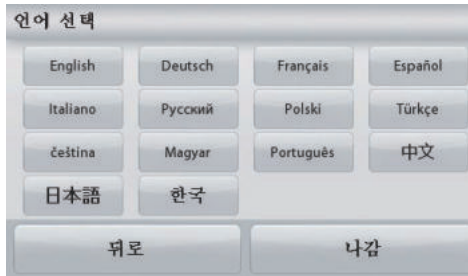 언어 선택
English Deutsch Français Español
Italiano Русский Polski Türkçe
čeština Magyar Português 中文
日本語 한국
뒤로 나감